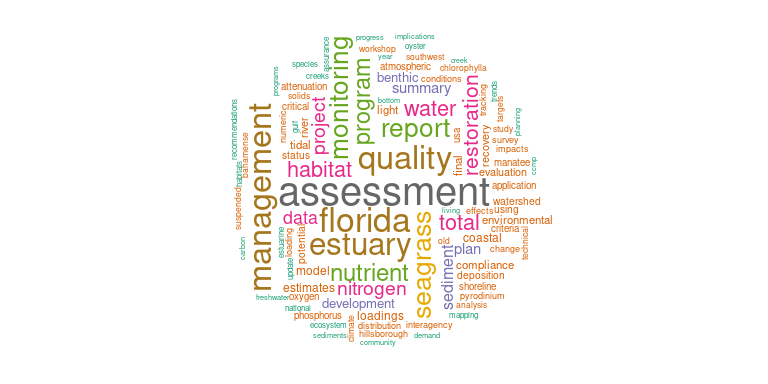 progress
implications
oyster
workshop
year
southwest
creek
species
assurance
atmospheric
chlorophylla
creeks
benthic
conditions
programs
attenuation
summary
trends
solids
monitoring
program
bottom
tracking
targets
critical
project
light
water
restoration
planning
recommendations
numeric
gulf
river
report
usa
study
tidal
recovery
survey
status
quality
final
impacts
bahamense
habitat
manatee
evaluation
ccmp
habitats
management
assessment
application
suspended
data
florida
living
effects
using
watershed
environmental
total
criteria
technical
potential
seagrass
old
coastal
carbon
estuarine
loading
estuary
plan
change
update
model
nutrient
sediment
compliance
deposition
estimates
nitrogen
shoreline
freshwater
oxygen
pyrodinium
national
development
analysis
phosphorus
loadings
mapping
ecosystem
climate
distribution
interagency
sediments
hillsborough
demand
community